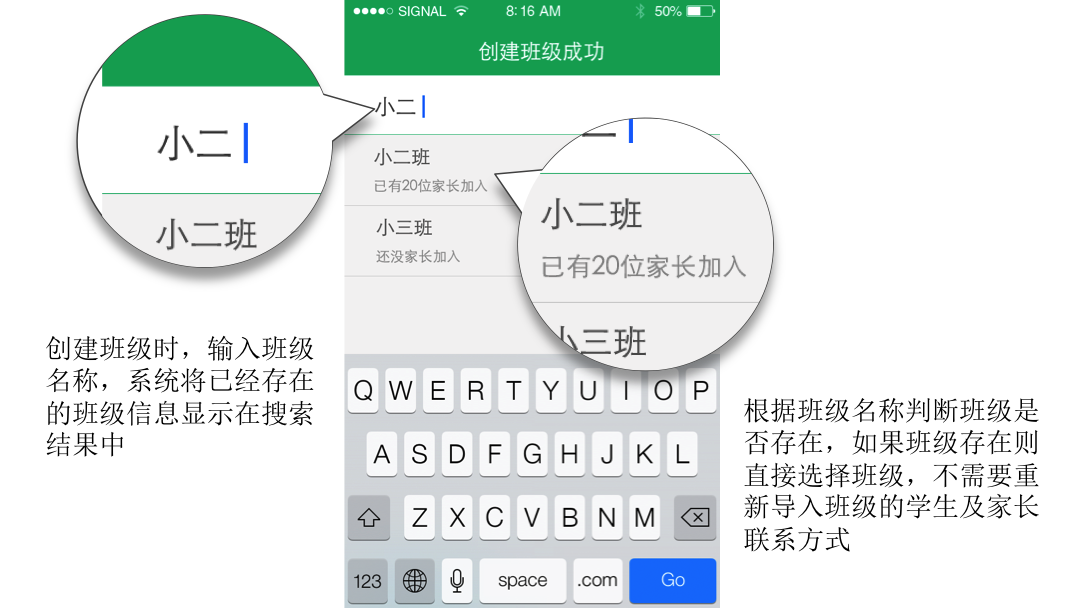 SIGNAL 8:16 AM 50%
创建班级成功
小二
小二班
已有20位家长加入
小三班
还没家长加入
小二
小二班
小二班
已有20位家长加入
小三班
创建班级时，输入班级
名称，系统将已经存在
的班级信息显示在搜索
结果中
根据班级名称判断班级是
否存在，如果班级存在则
直接选择班级，不需要重
新导入班级的学生及家长
联系方式
Q W E R T Y U I O P
A S D F G H J K L
Z X C V B N M
123 space .com Go